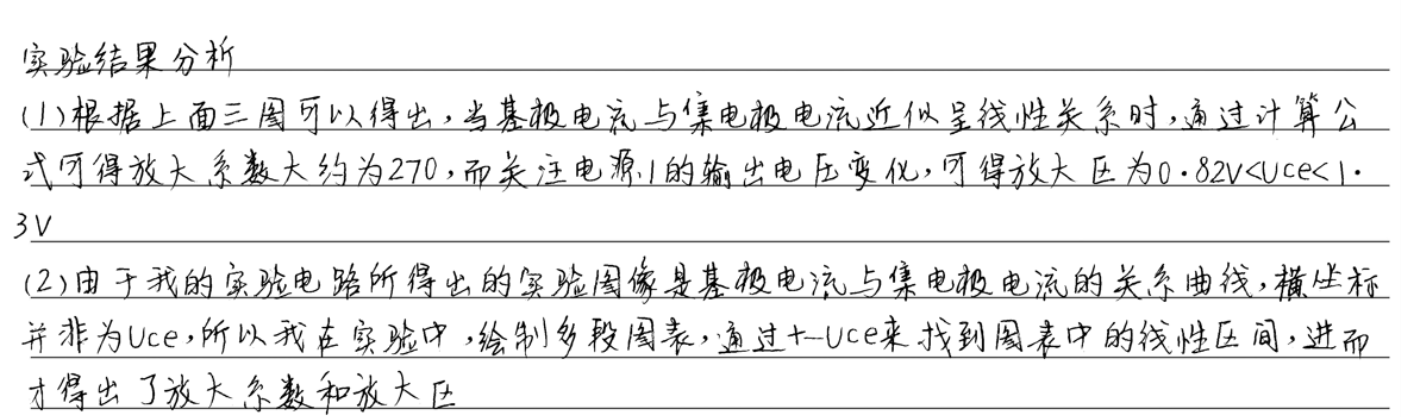 实验结果分析
(1)根据上面三图可以得出,当基极电流与集电极电流近似呈线性关系时,通过计算公
式可得放大系数大约为270,而关注电源1的输出电压变化,可得放大区为0.82V<Uce<1.
3V
(2)由于我的实验电路所得出的实验图像是基极电流与集电极电流的关系曲线,横坐标
并非为Uce,所以我在实验中,绘制多段图表,通过+-Uce来找到图表中的线性区间,进而
才得出了放大系数和放大区